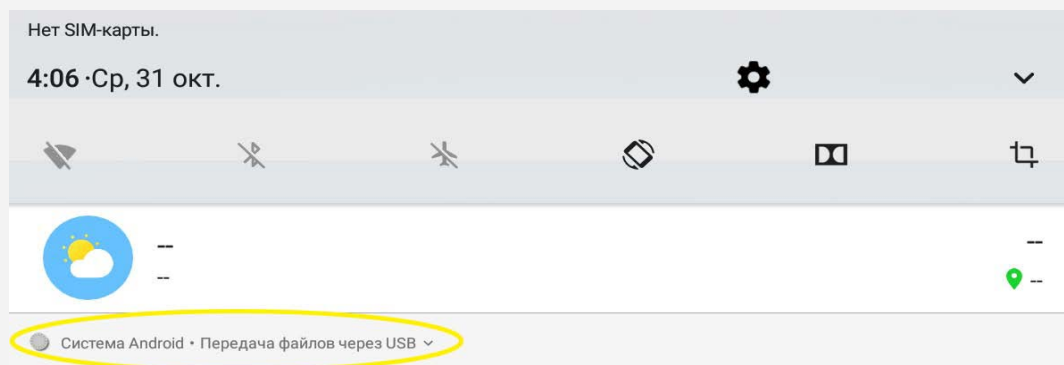 Нет SIM-карты.
4:06 ·Ср, 31 окт.
--
--
--
--
Система Android • Передача файлов через USB